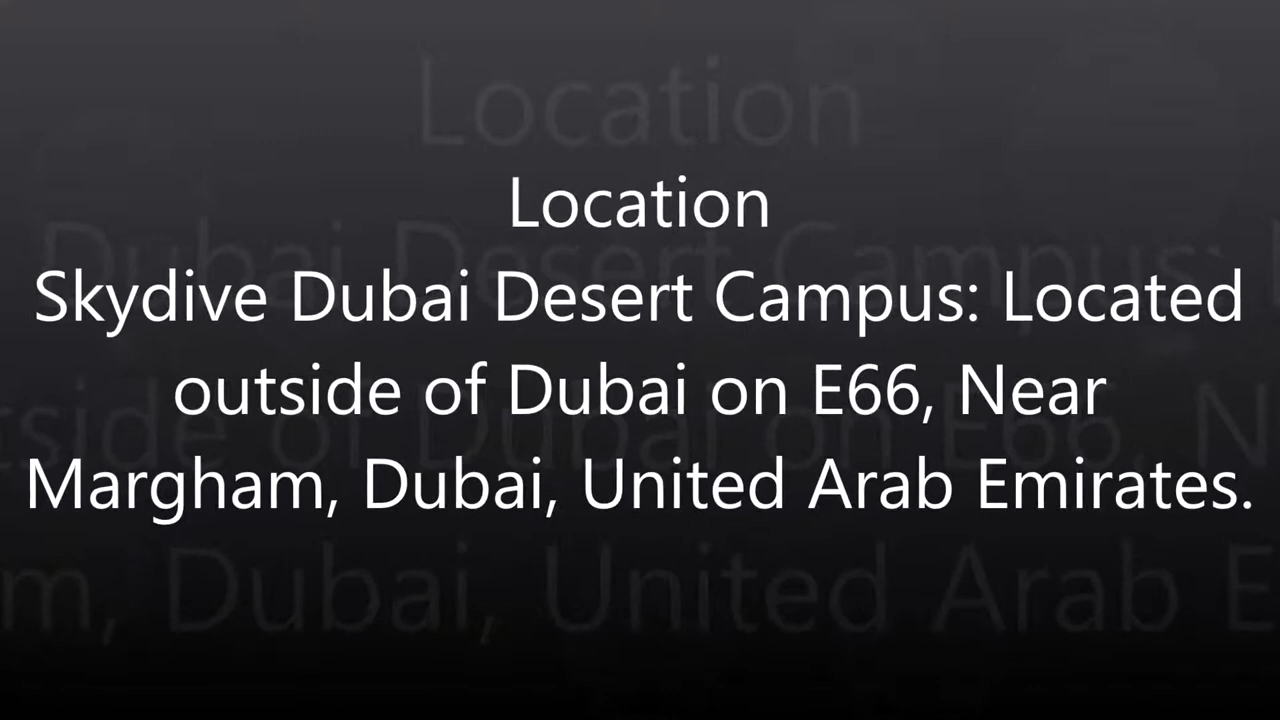 Location
Skydive Dubai Desert Campus: Located
outside of Dubai on E66, Near
Margham, Dubai, United Arab Emirates.